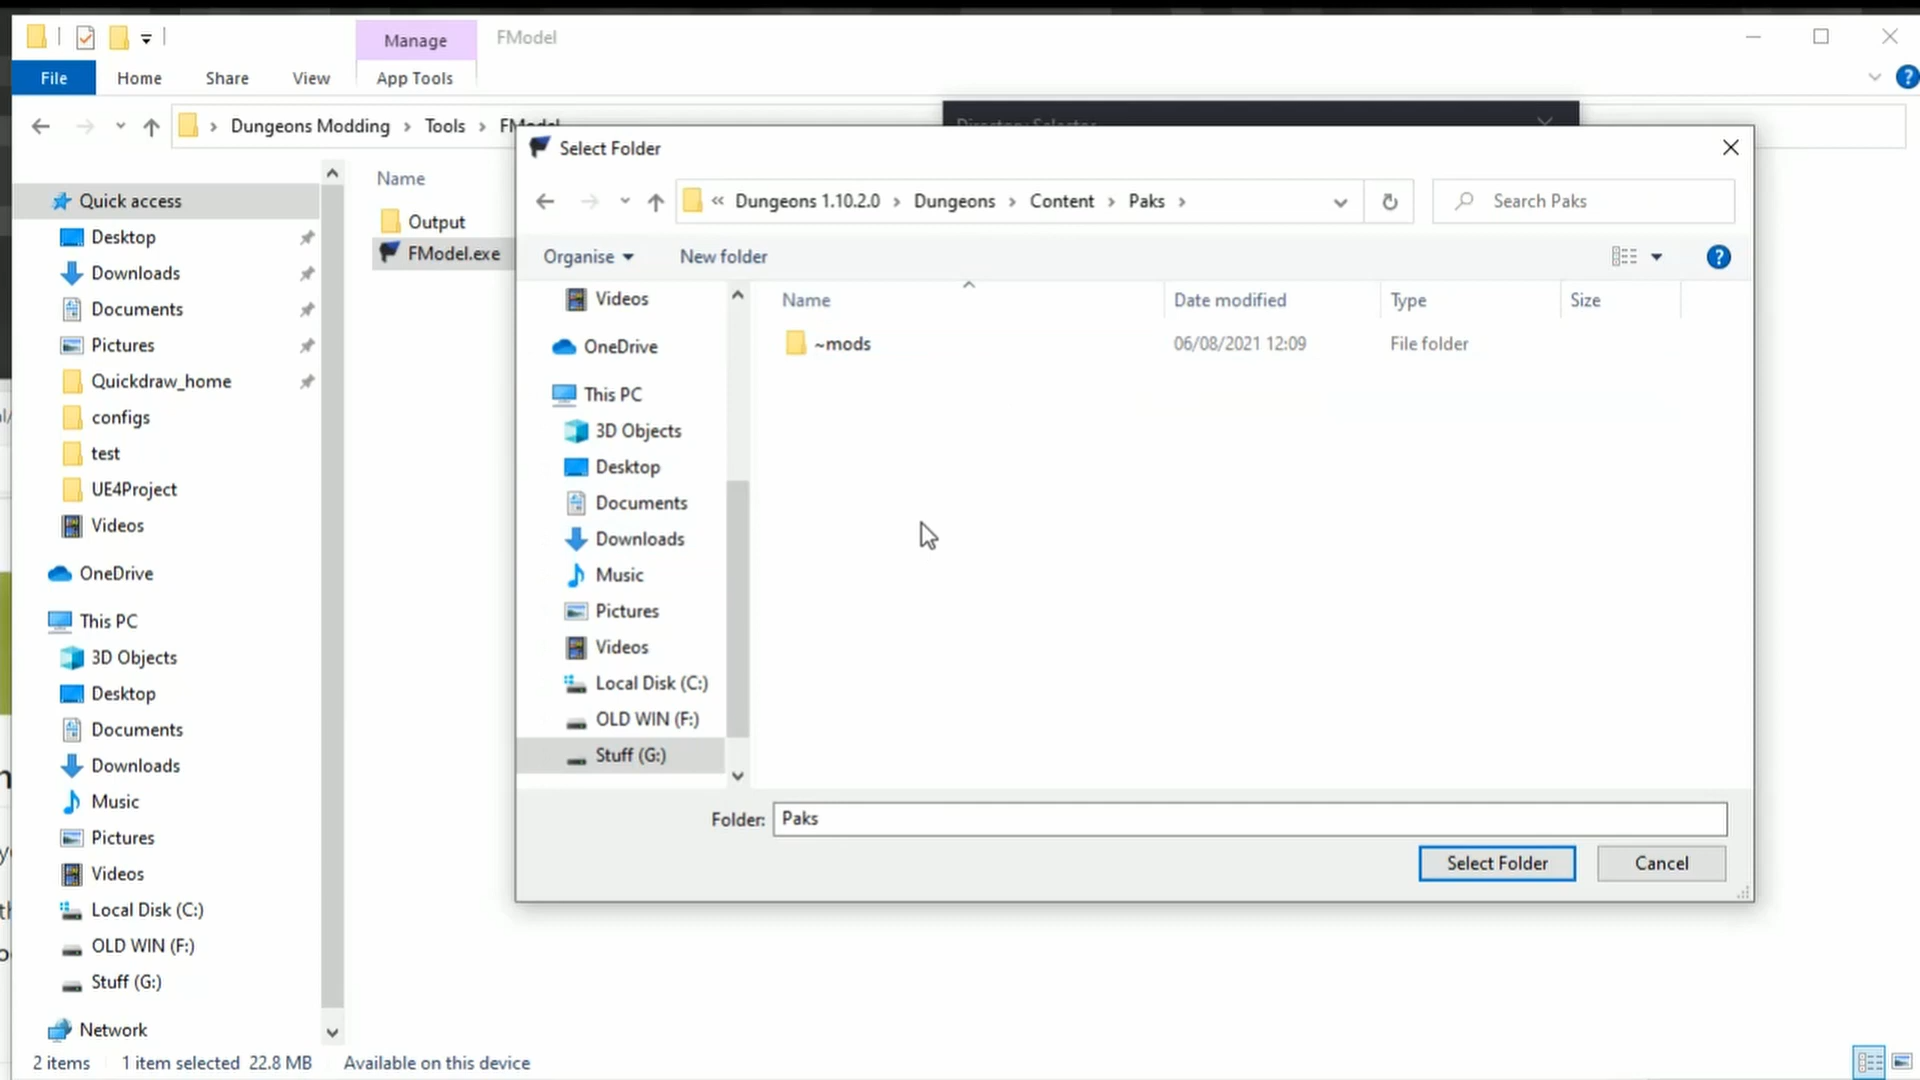 Manage
FModel
File
Home
Share
View
App Tools
Dungeons Modding
Tools
FModel
Directory Selector
Quick access
Desktop
Downloads
Documents
Pictures
Quickdraw_home
configs
test
UE4Project
Videos
OneDrive
This PC
3D Objects
Desktop
Documents
Downloads
Music
Pictures
Videos
Local Disk (C:)
OLD WIN (F:)
Stuff (G:)
Network
Name
Output
FModel.exe
Select Folder
« Dungeons 1.10.2.0 › Dungeons › Content › Paks ›
Search Paks
Organise
New folder
Videos
OneDrive
This PC
3D Objects
Desktop
Documents
Downloads
Music
Pictures
Videos
Local Disk (C:)
OLD WIN (F:)
Stuff (G:)
Name Date modified Type Size
~mods 06/08/2021 12:09 File folder
Folder: Paks
Select Folder
Cancel
2 items 1 item selected 22.8 MB Available on this device